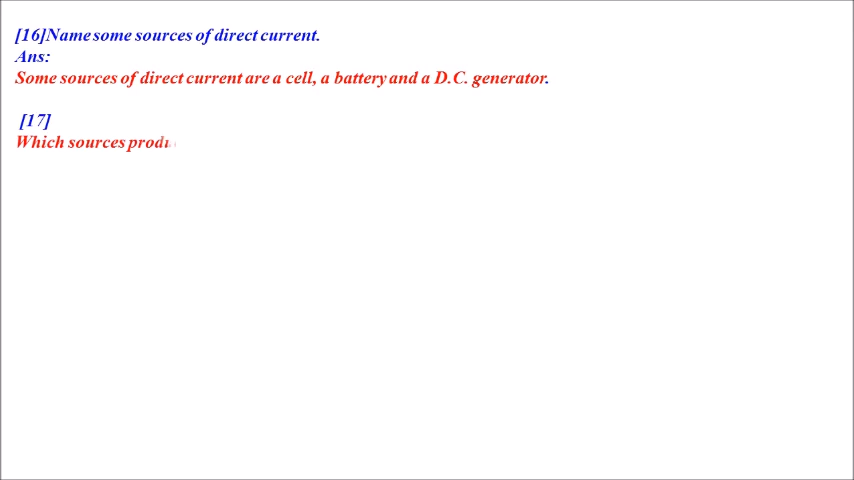 [16]Name some sources of direct current.
Ans:
Some sources of direct current are a cell, a battery and a D.C. generator.
[17]
Which sources